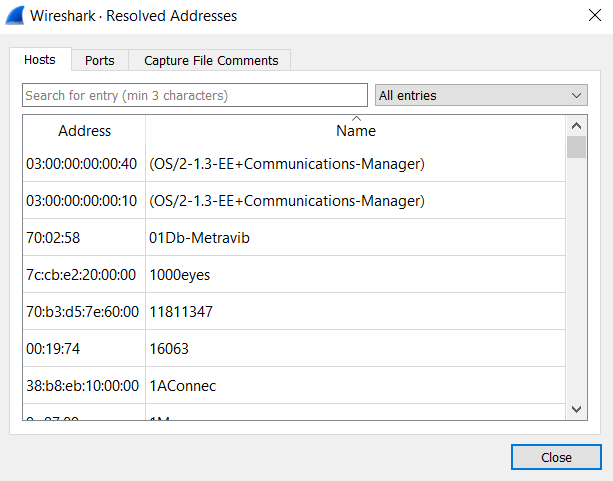 Wireshark · Resolved Addresses
Hosts Ports Capture File Comments
Search for entry (min 3 characters) All entries
Address Name
03:00:00:00:00:40 (OS/2-1.3-EE+Communications-Manager)
03:00:00:00:00:10 (OS/2-1.3-EE+Communications-Manager)
70:02:58 01Db-Metravib
7c:cb:e2:20:00:00 1000eyes
70:b3:d5:7e:60:00 11811347
00:19:74 16063
38:b8:eb:10:00:00 1AConnec
Close